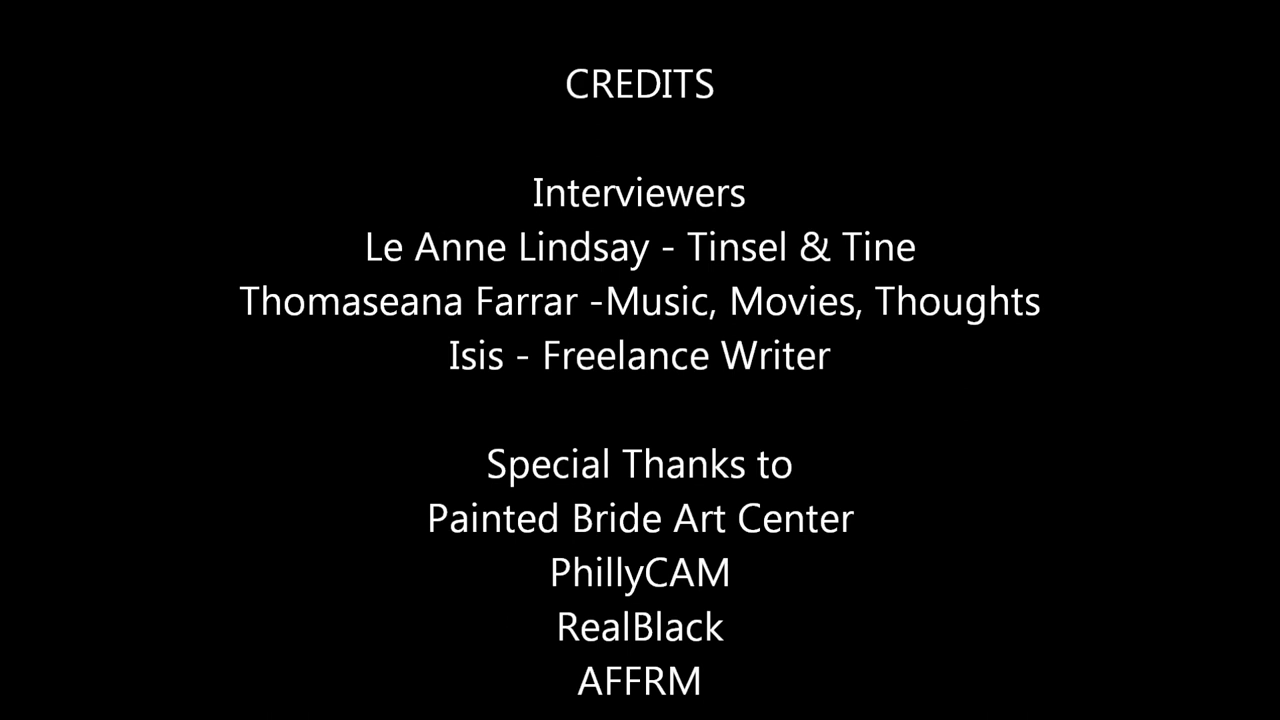 CREDITS
Interviewers
Le Anne Lindsay - Tinsel & Tine
Thomaseana Farrar -Music, Movies, Thoughts
Isis - Freelance Writer
Special Thanks to
Painted Bride Art Center
PhillyCAM
RealBlack
AFFRM